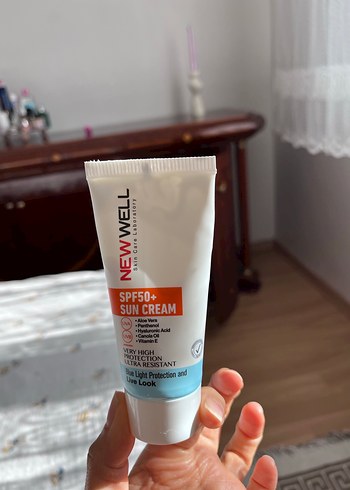 NEWWELL
Skin Care Laboratory
SPF50+
SUN CREAM
• Aloe Vera
• Panthenol
• Hyaluronic Acid
• Canola Oil
• Vitamin E
VERY HIGH
PROTECTION
ULTRA RESISTANT
Blue Light Protection and
Live Look